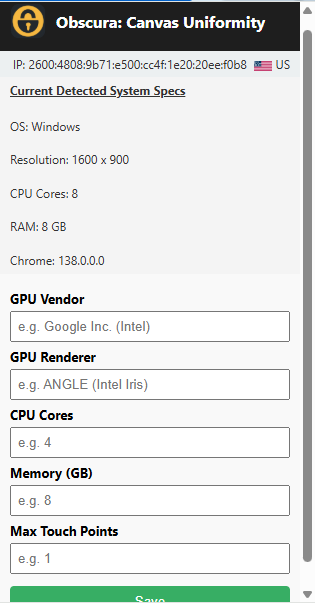 Obscura: Canvas Uniformity
IP: 2600:4808:9b71:e500:cc4f:1e20:20ee:f0b8 US
Current Detected System Specs
OS: Windows
Resolution: 1600 x 900
CPU Cores: 8
RAM: 8 GB
Chrome: 138.0.0.0
GPU Vendor
e.g. Google Inc. (Intel)
GPU Renderer
e.g. ANGLE (Intel Iris)
CPU Cores
e.g. 4
Memory (GB)
e.g. 8
Max Touch Points
e.g. 1
Save